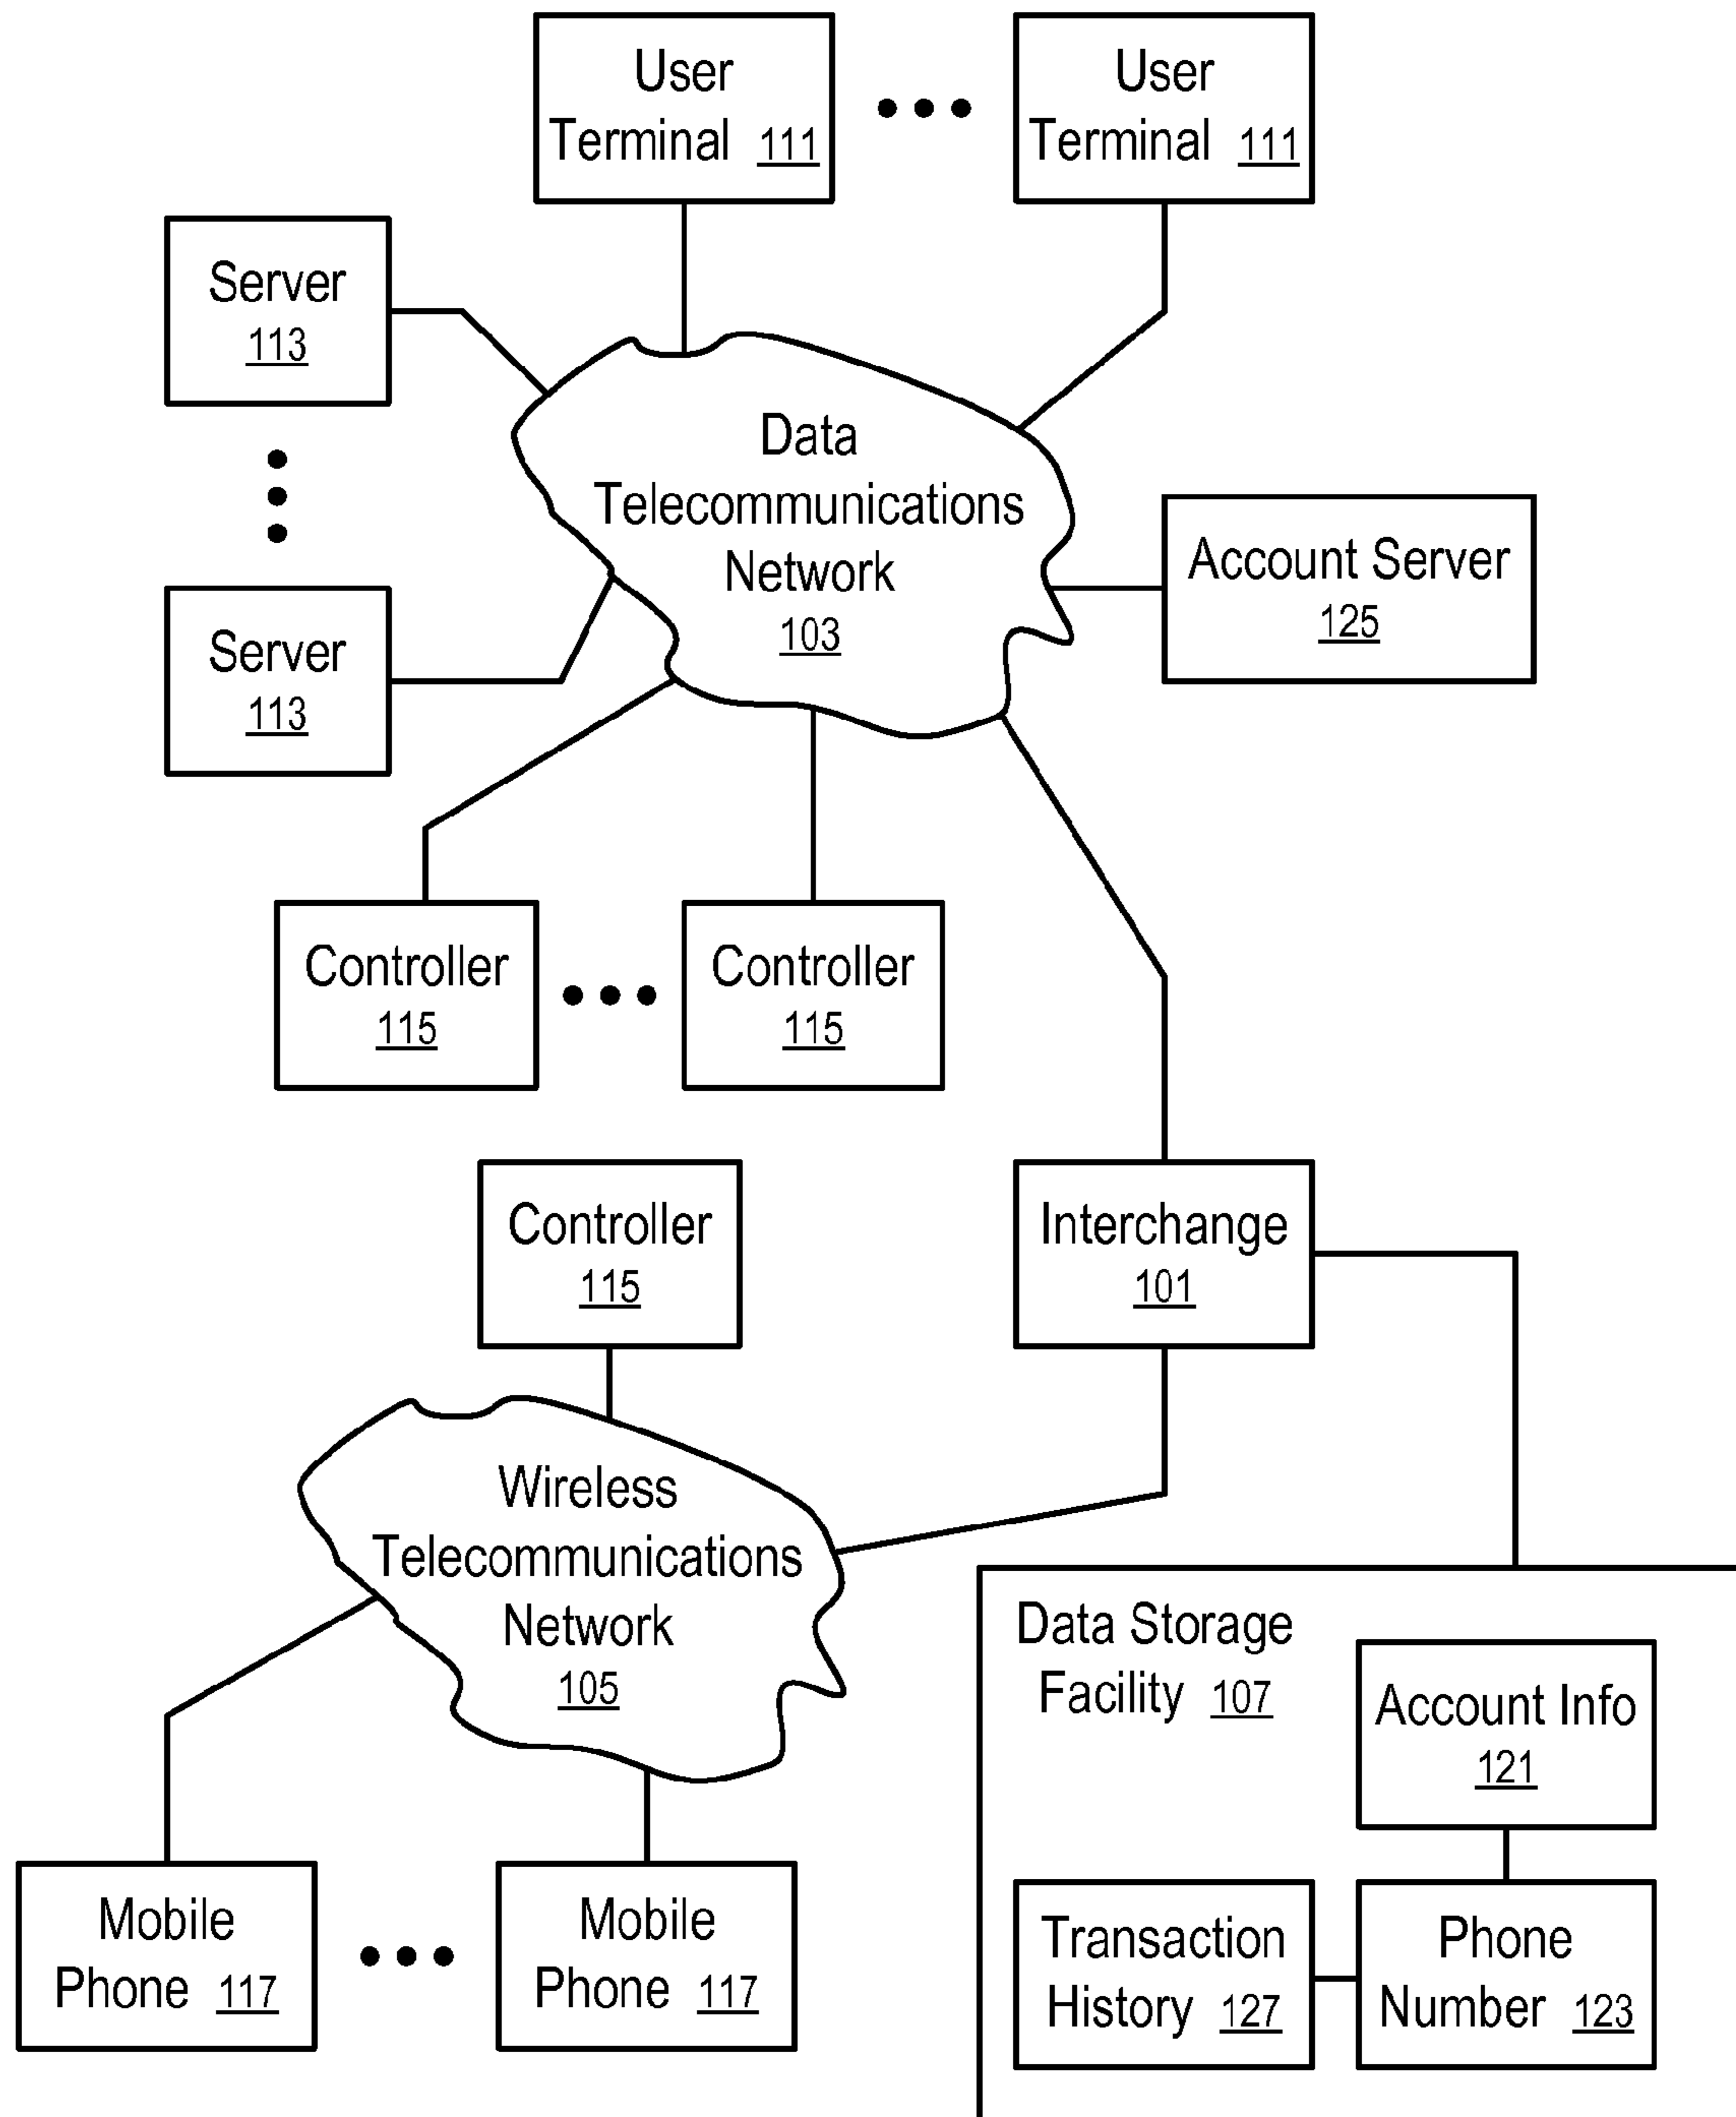 User
Terminal 111
User
Terminal 111
Server
113
Data
Telecommunications
Network
103
Account Server
125
Server
113
Controller
115
Controller
115
Controller
115
Interchange
101
Wireless
Telecommunications
Network
105
Data Storage
Facility 107
Account Info
121
Mobile
Phone 117
Mobile
Phone 117
Transaction
History 127
Phone
Number 123